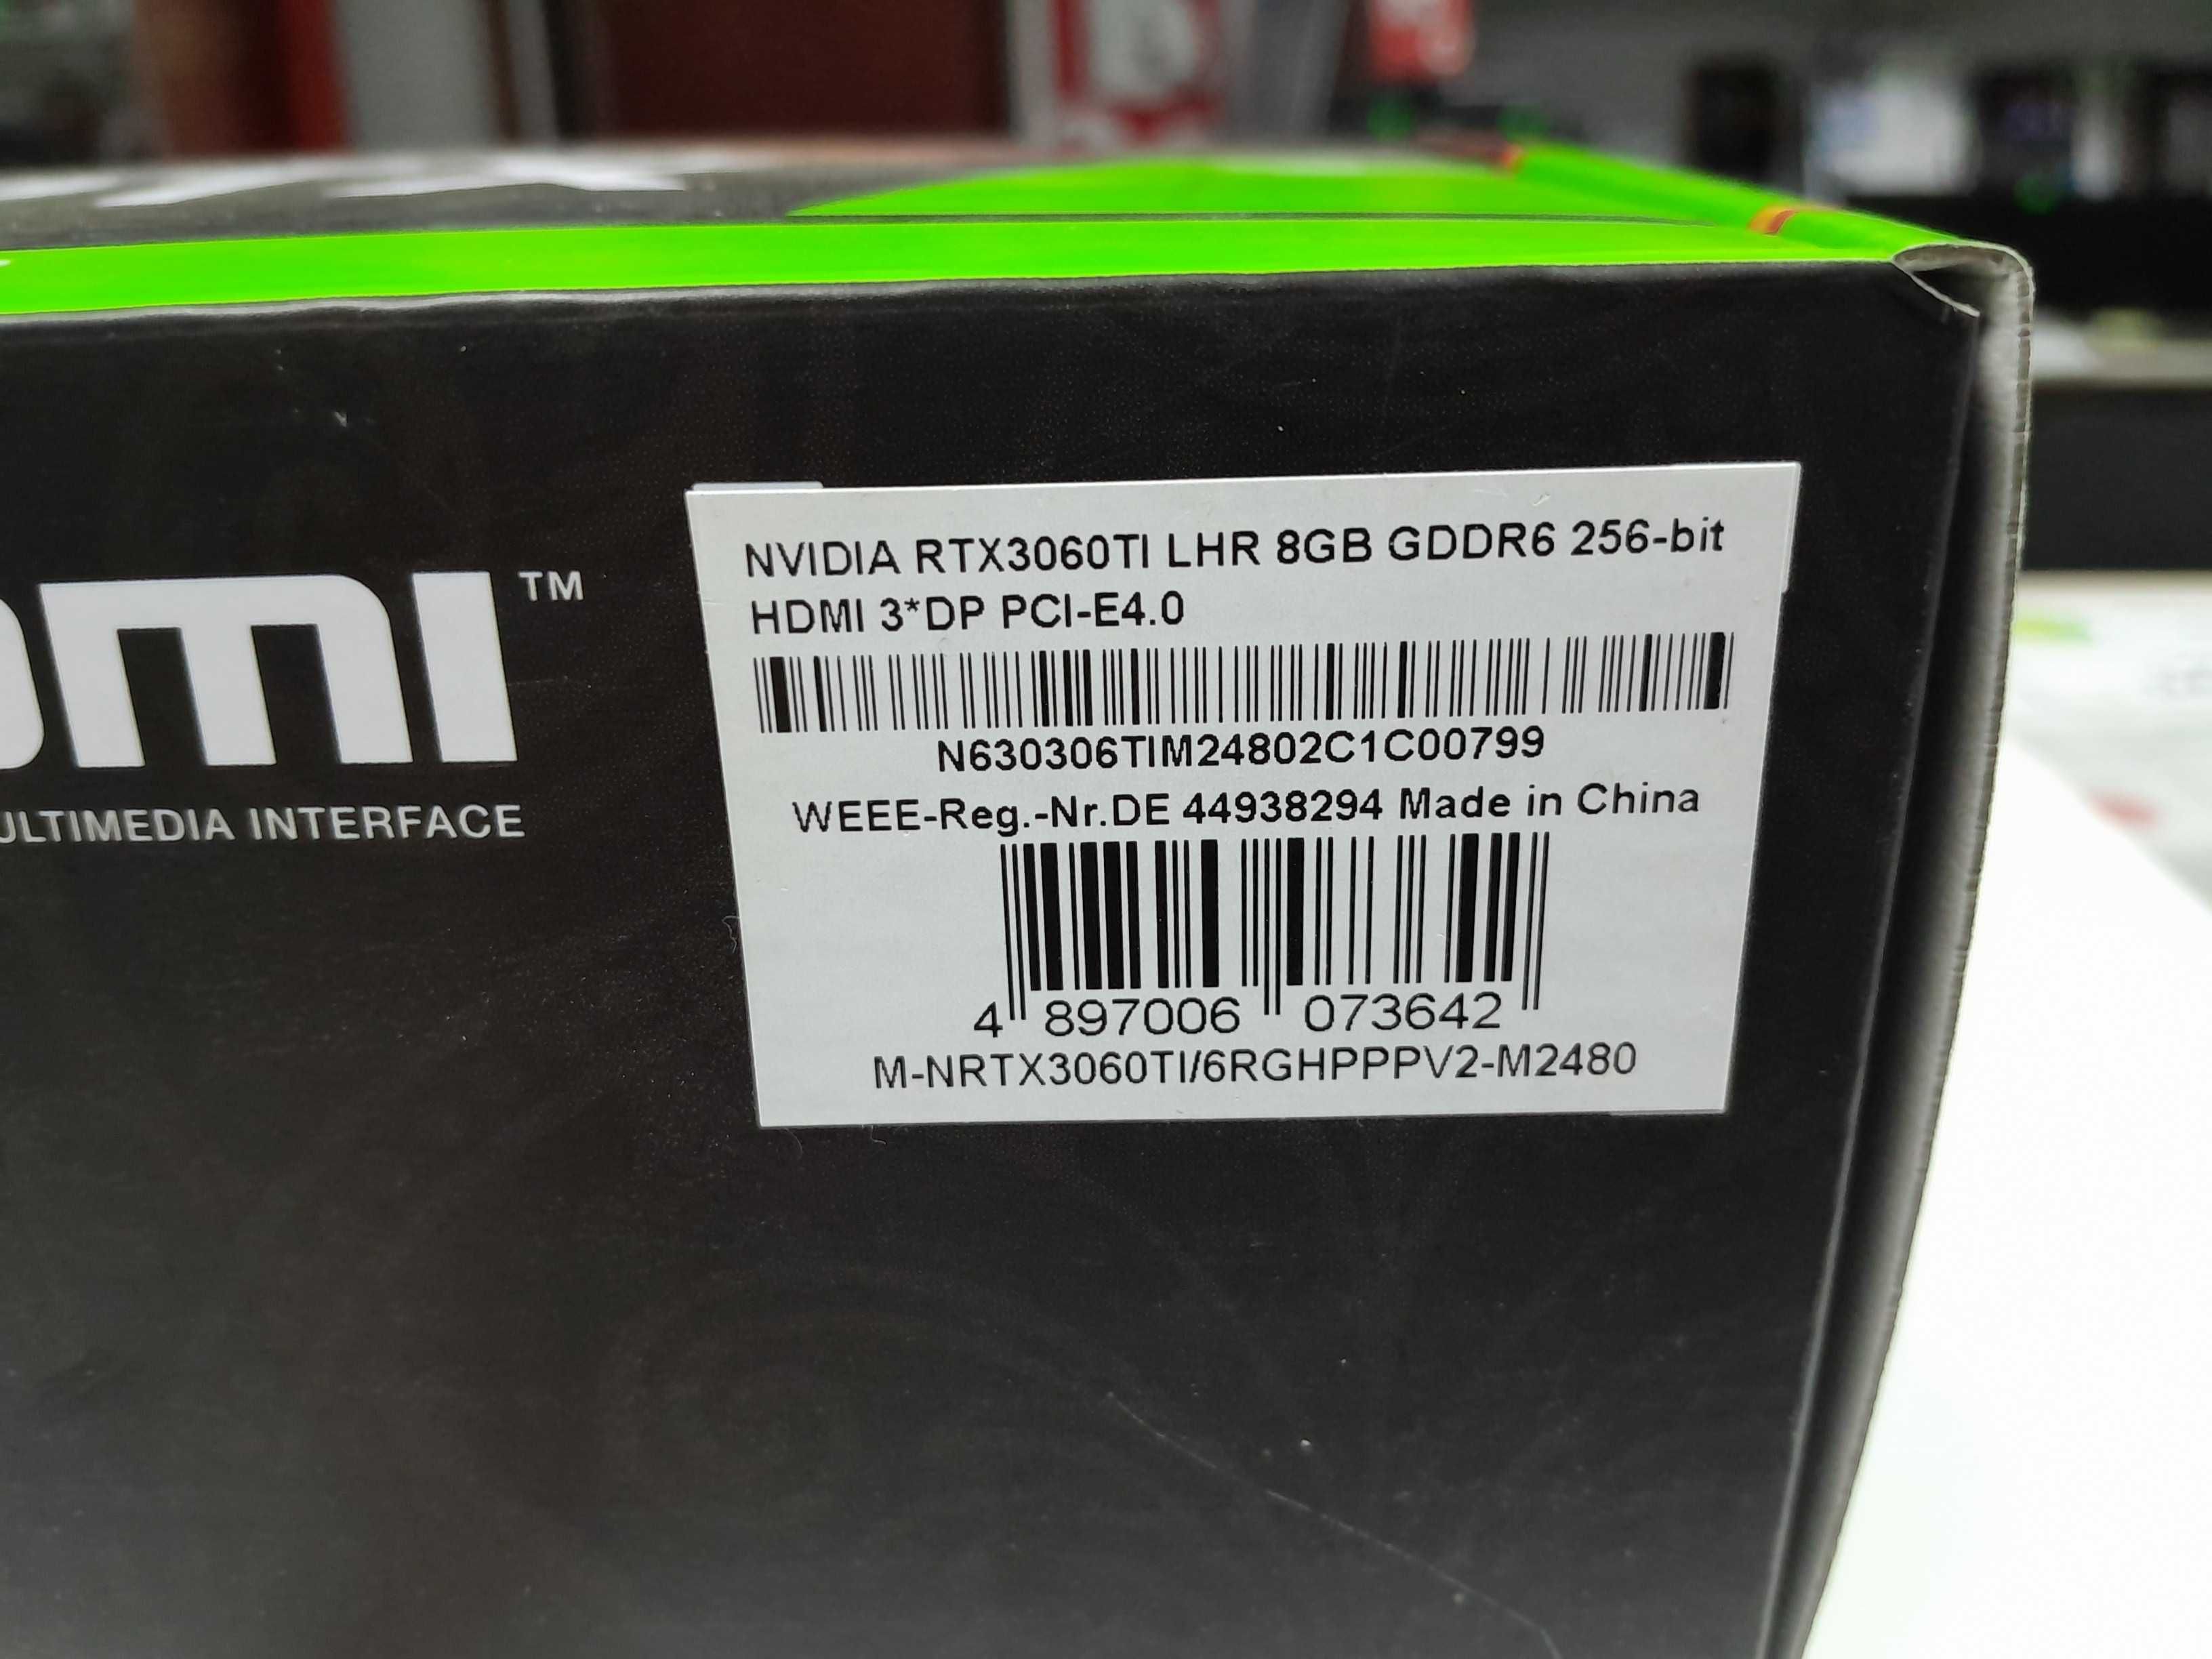 TM
ULTIMEDIA INTERFACE
NVIDIA RTX3060TI LHR 8GB GDDR6 256-bit
HDMI 3*DP PCI-E4.0
N630306TIM24802C1C00799
WEEE-Reg.-Nr.DE 44938294 Made in China
4 897006 073642
M-NRTX3060TI/6RGHPPPV2-M2480